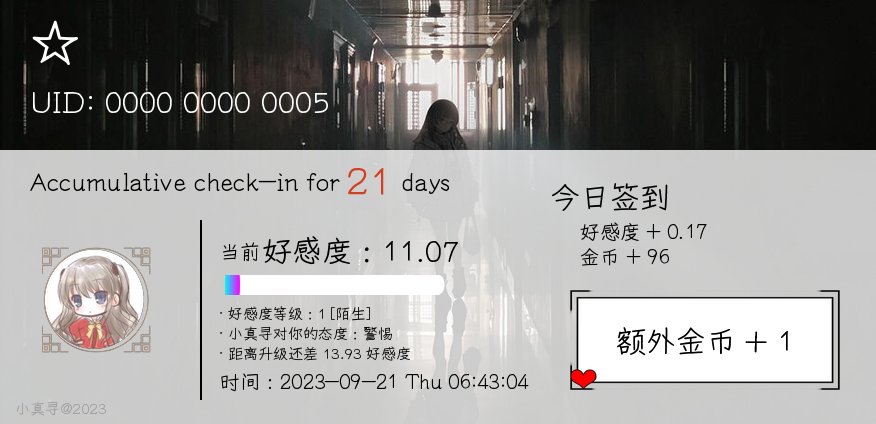 UID: 0000 0000 0005
Accumulative check-in for 21 days
当前好感度：11.07
· 好感度等级：1 [陌生]
· 小真寻对你的态度：警惕
· 距离升级还差 13.93 好感度
时间：2023-09-21 Thu 06:43:04
今日签到
好感度 + 0.17
金币 + 96
额外金币 + 1
小真寻@2023